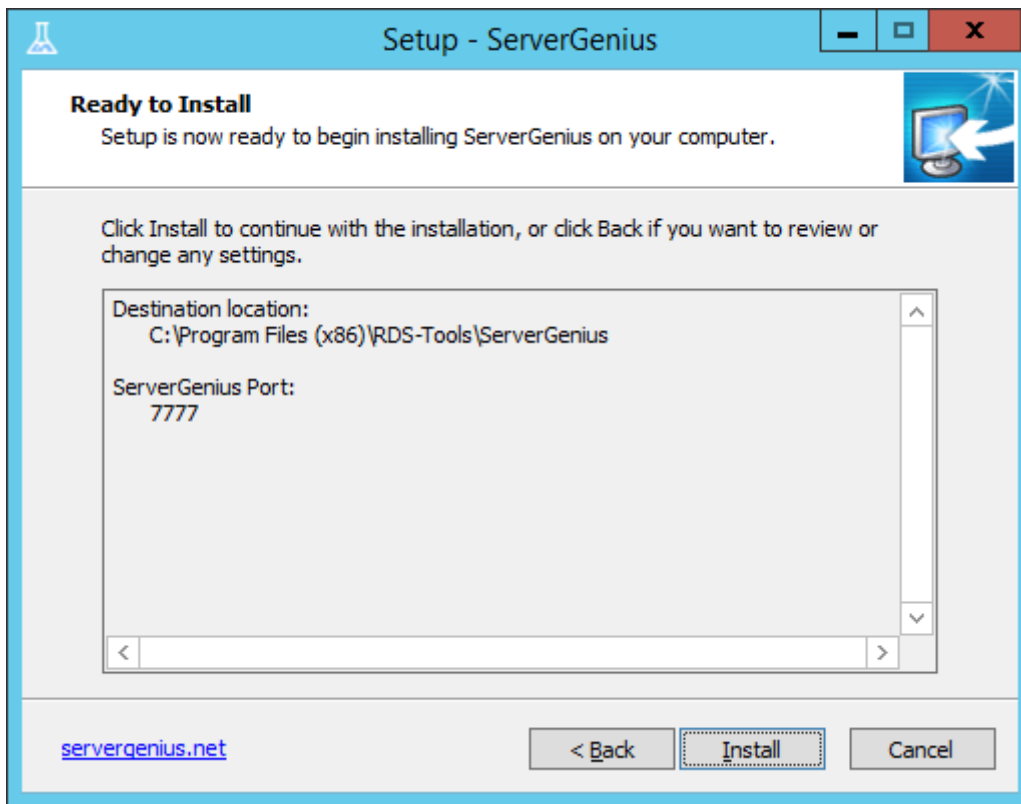 Setup - ServerGenius
Ready to Install
Setup is now ready to begin installing ServerGenius on your computer.
Click Install to continue with the installation, or click Back if you want to review or
change any settings.
Destination location:
C:\Program Files (x86)\RDS-Tools\ServerGenius
ServerGenius Port:
7777
servergenius.net
< Back
Install
Cancel